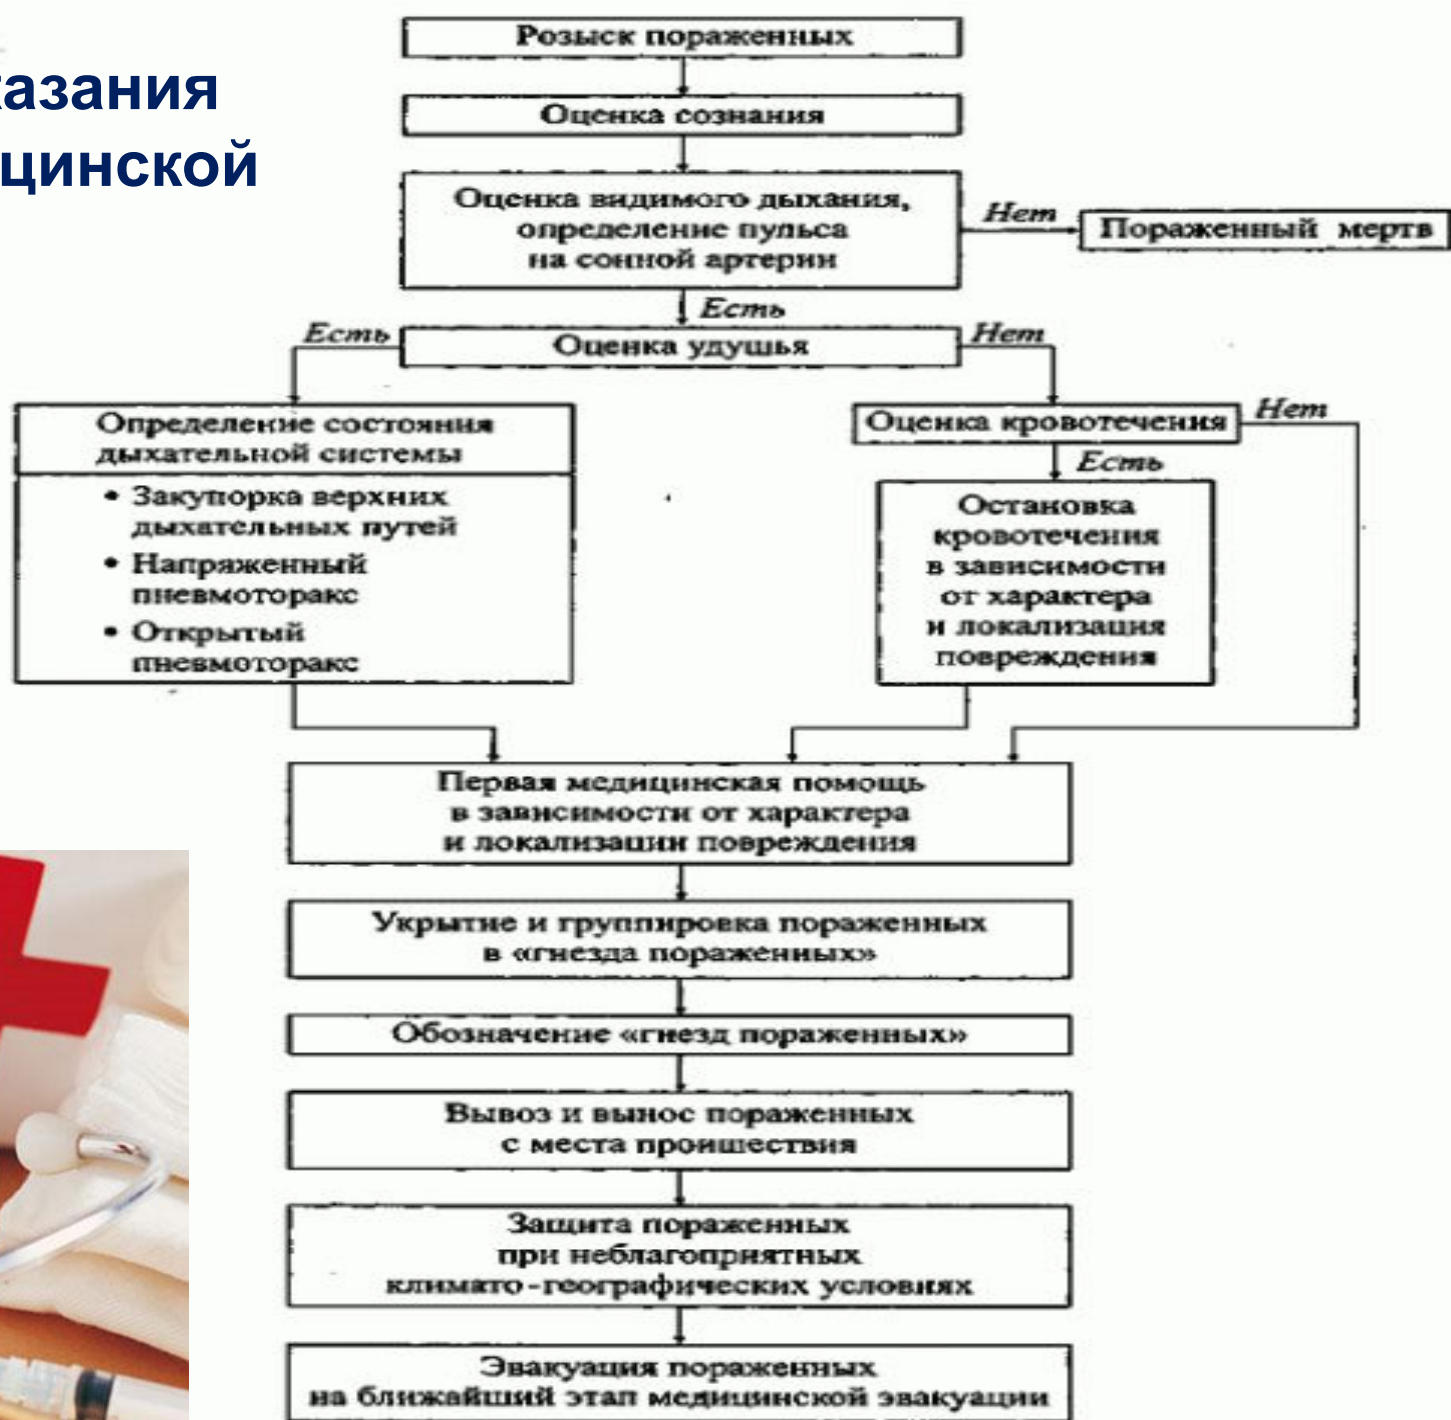 казания
цинской
Розыск пораженных
Оценка сознания
Оценка видимого дыхания,
определение пульса
на сонной артерии
Нет
Пораженный мертв
Есть
Есть
Оценка удушья
Нет
Определение состояния
дыхательной системы
• Закупорка верхних
дыхательных путей
• Напряженный
пневмоторакс
• Открытый
пневмоторакс
Оценка кровотечения
Нет
Есть
Остановка
кровотечения
в зависимости
от характера
и локализация
повреждения
Первая медицинская помощь
в зависимости от характера
и локализации повреждения
Укрытие и группировка пораженных
в «гнезда пораженных»
Обозначение «гнезд пораженных»
Вывоз и вынос пораженных
с места происшествия
Защита пораженных
при неблагоприятных
климато-географических условиях
Эвакуация пораженных
на ближайший этап медицинской эвакуации